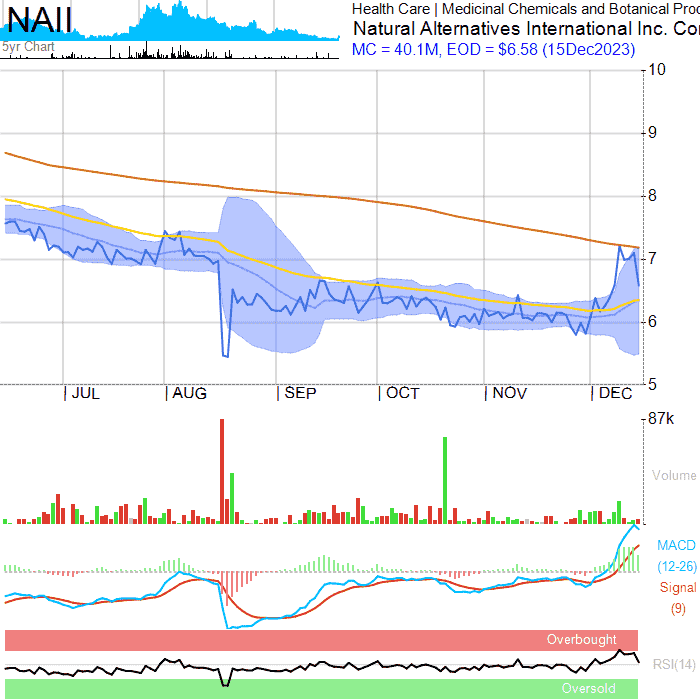 NAII
5yr Chart
Health Care | Medicinal Chemicals and Botanical Proc
Natural Alternatives International Inc. Cor
MC = 40.1M, EOD = $6.58 (15Dec2023)
10
9
8
7
6
5
JUL
AUG
SEP
OCT
NOV
DEC
87k
Volume
MACD
(12-26)
Signal
(9)
Overbought
RSI(14)
Oversold